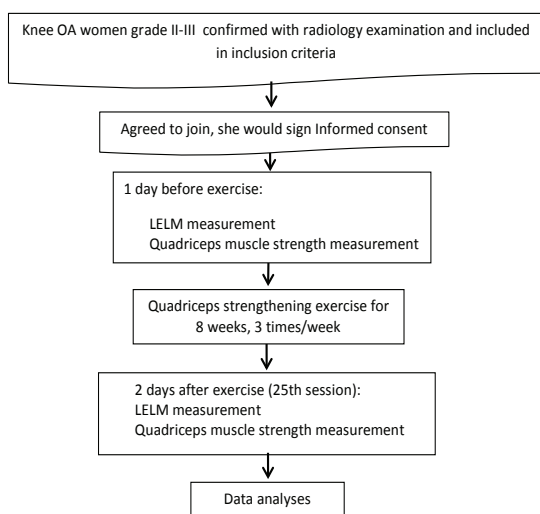 Knee OA women grade II-III confirmed with radiology examination and included
in inclusion criteria
Agreed to join, she would sign Informed consent
1 day before exercise:
LELM measurement
Quadriceps muscle strength measurement
Quadriceps strengthening exercise for
8 weeks, 3 times/week
2 days after exercise (25th session):
LELM measurement
Quadriceps muscle strength measurement
Data analyses